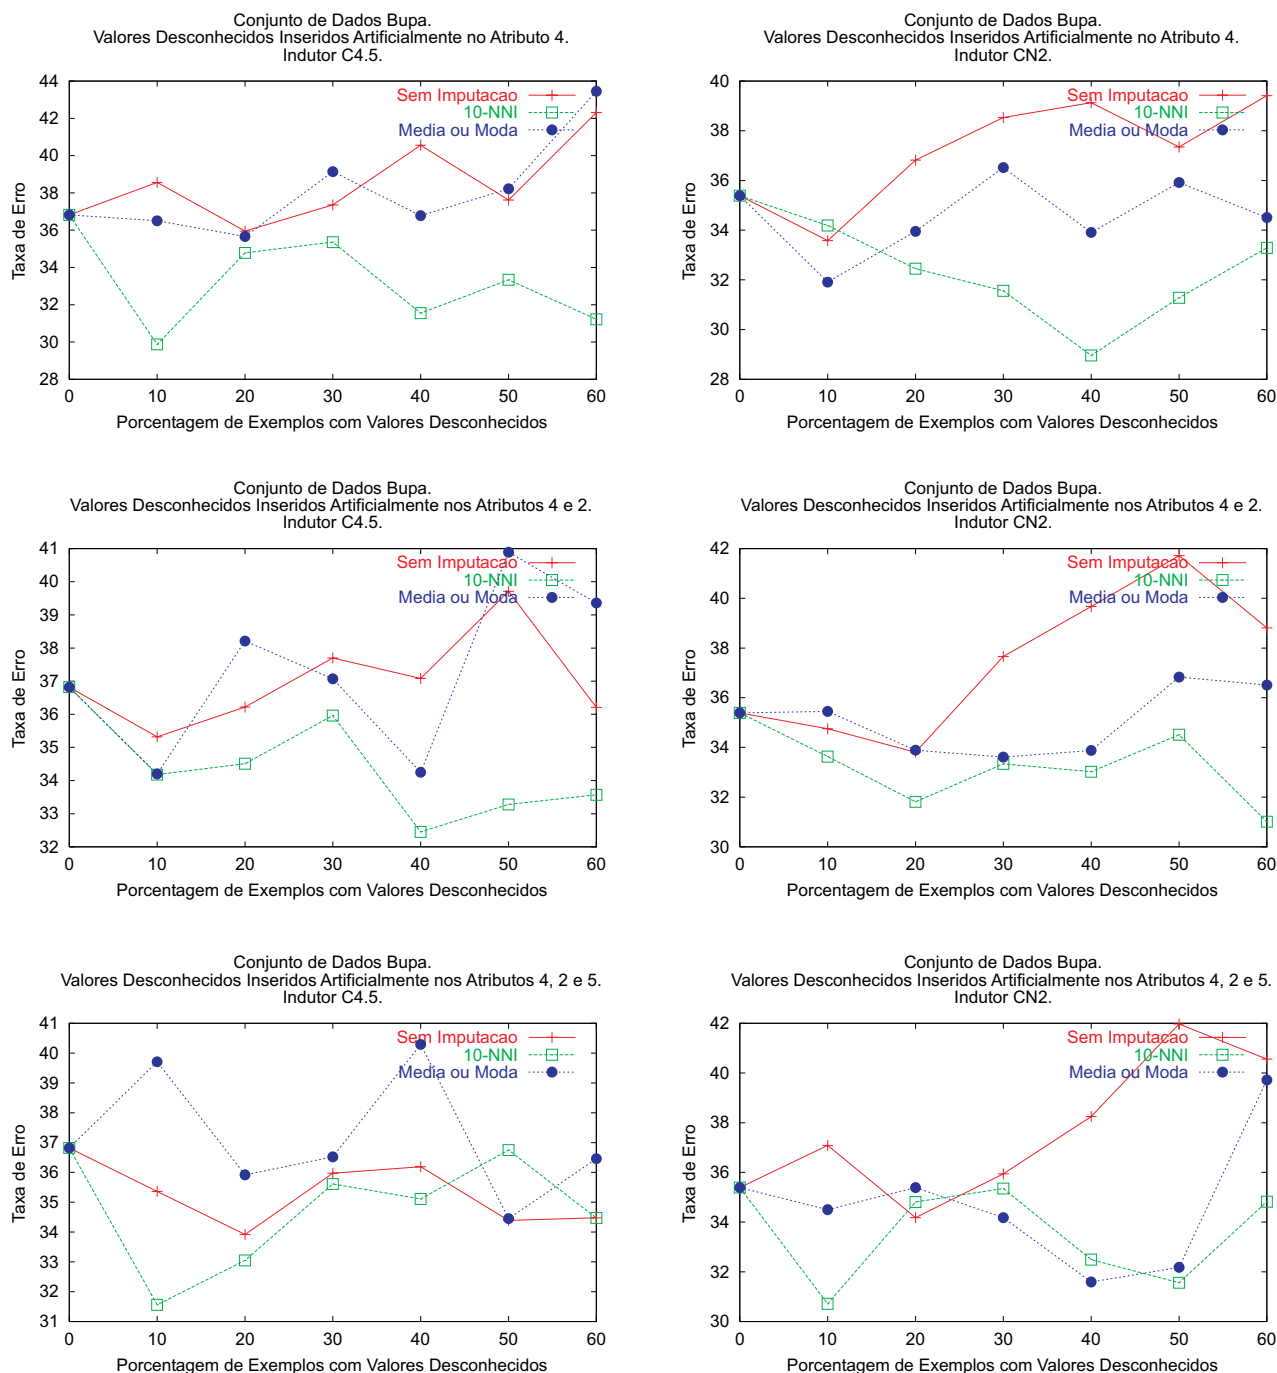 Conjunto de Dados Bupa.
Valores Desconhecidos Inseridos Artificialmente no Atributo 4.
Indutor C4.5.
44
42
40
38
36
34
32
30
28
Taxa de Erro
Sem Imputacao
10-NNI
Media ou Moda
0 10 20 30 40 50 60
Porcentagem de Exemplos com Valores Desconhecidos
Conjunto de Dados Bupa.
Valores Desconhecidos Inseridos Artificialmente no Atributo 4.
Indutor CN2.
40
38
36
34
32
30
28
Taxa de Erro
Sem Imputacao
10-NNI
Media ou Moda
0 10 20 30 40 50 60
Porcentagem de Exemplos com Valores Desconhecidos
Conjunto de Dados Bupa.
Valores Desconhecidos Inseridos Artificialmente nos Atributos 4 e 2.
Indutor C4.5.
41
40
39
38
37
36
35
34
33
32
Taxa de Erro
Sem Imputacao
10-NNI
Media ou Moda
0 10 20 30 40 50 60
Porcentagem de Exemplos com Valores Desconhecidos
Conjunto de Dados Bupa.
Valores Desconhecidos Inseridos Artificialmente nos Atributos 4 e 2.
Indutor CN2.
42
40
38
36
34
32
30
Taxa de Erro
Sem Imputacao
10-NNI
Media ou Moda
0 10 20 30 40 50 60
Porcentagem de Exemplos com Valores Desconhecidos
Conjunto de Dados Bupa.
Valores Desconhecidos Inseridos Artificialmente nos Atributos 4, 2 e 5.
Indutor C4.5.
41
40
39
38
37
36
35
34
33
32
31
Taxa de Erro
Sem Imputacao
10-NNI
Media ou Moda
0 10 20 30 40 50 60
Porcentagem de Exemplos com Valores Desconhecidos
Conjunto de Dados Bupa.
Valores Desconhecidos Inseridos Artificialmente nos Atributos 4, 2 e 5.
Indutor CN2.
42
40
38
36
34
32
30
Taxa de Erro
Sem Imputacao
10-NNI
Media ou Moda
0 10 20 30 40 50 60
Porcentagem de Exemplos com Valores Desconhecidos